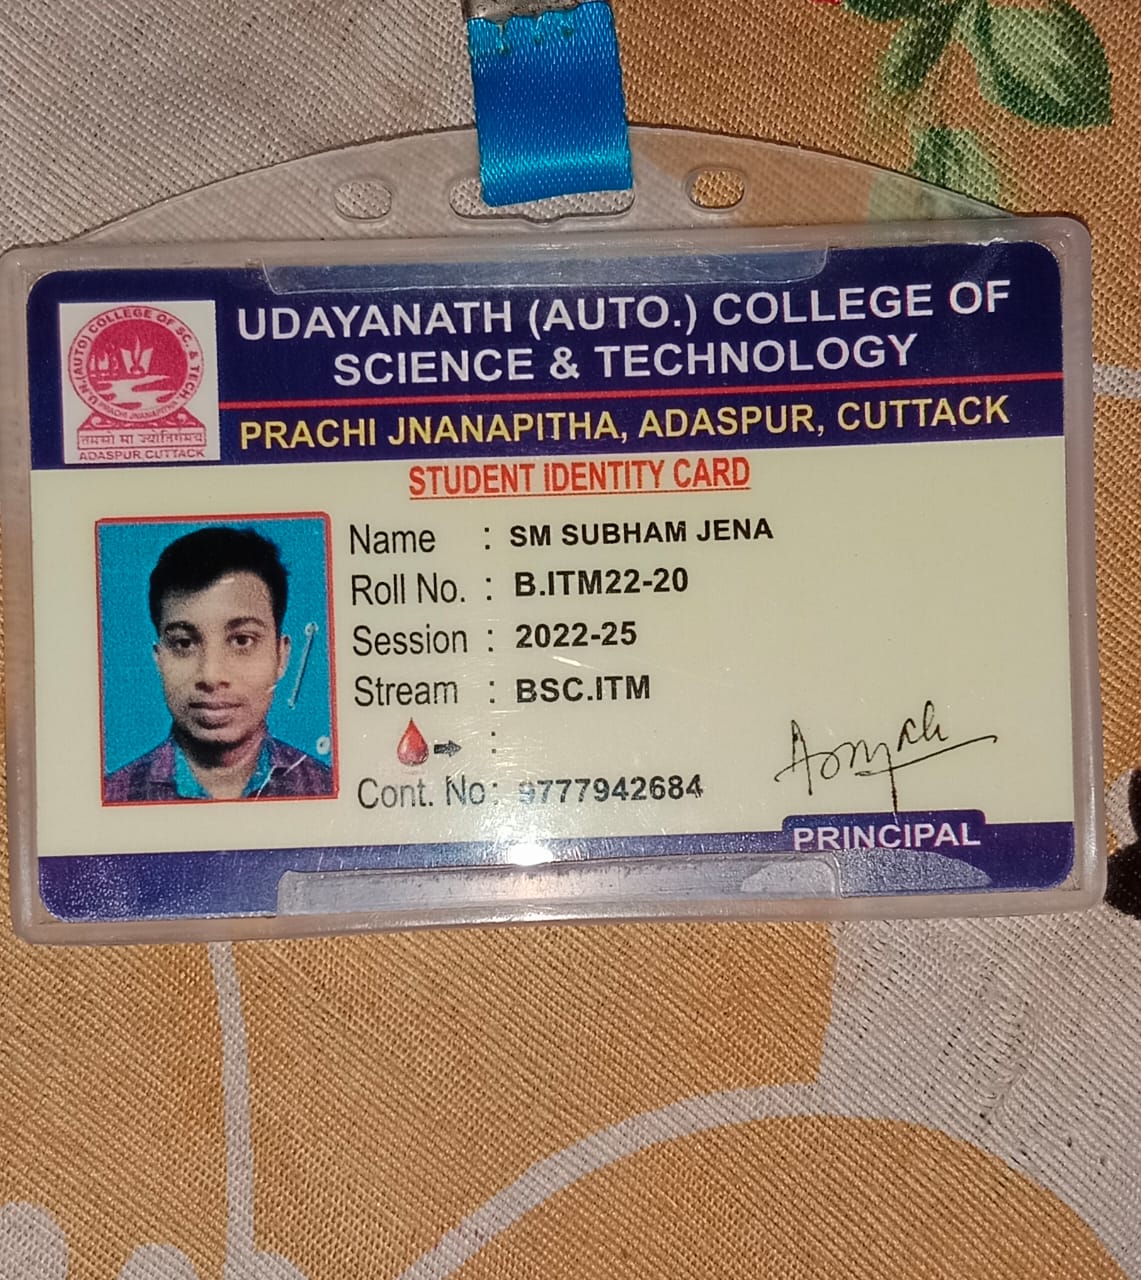 UDAYANATH (AUTO.) COLLEGE OF
SCIENCE & TECHNOLOGY
PRACHI JNANAPITHA, ADASPUR, CUTTACK
U.N. (AUTO) COLLEGE OF SC. & TECH.
PRACHI JNANAPITHA
तमसो मा ज्योतिर्गमय
ADASPUR, CUTTACK
STUDENT IDENTITY CARD
Name : SM SUBHAM JENA
Roll No. : B.ITM22-20
Session : 2022-25
Stream : BSC.ITM
:
Cont. No: 9777942684
PRINCIPAL